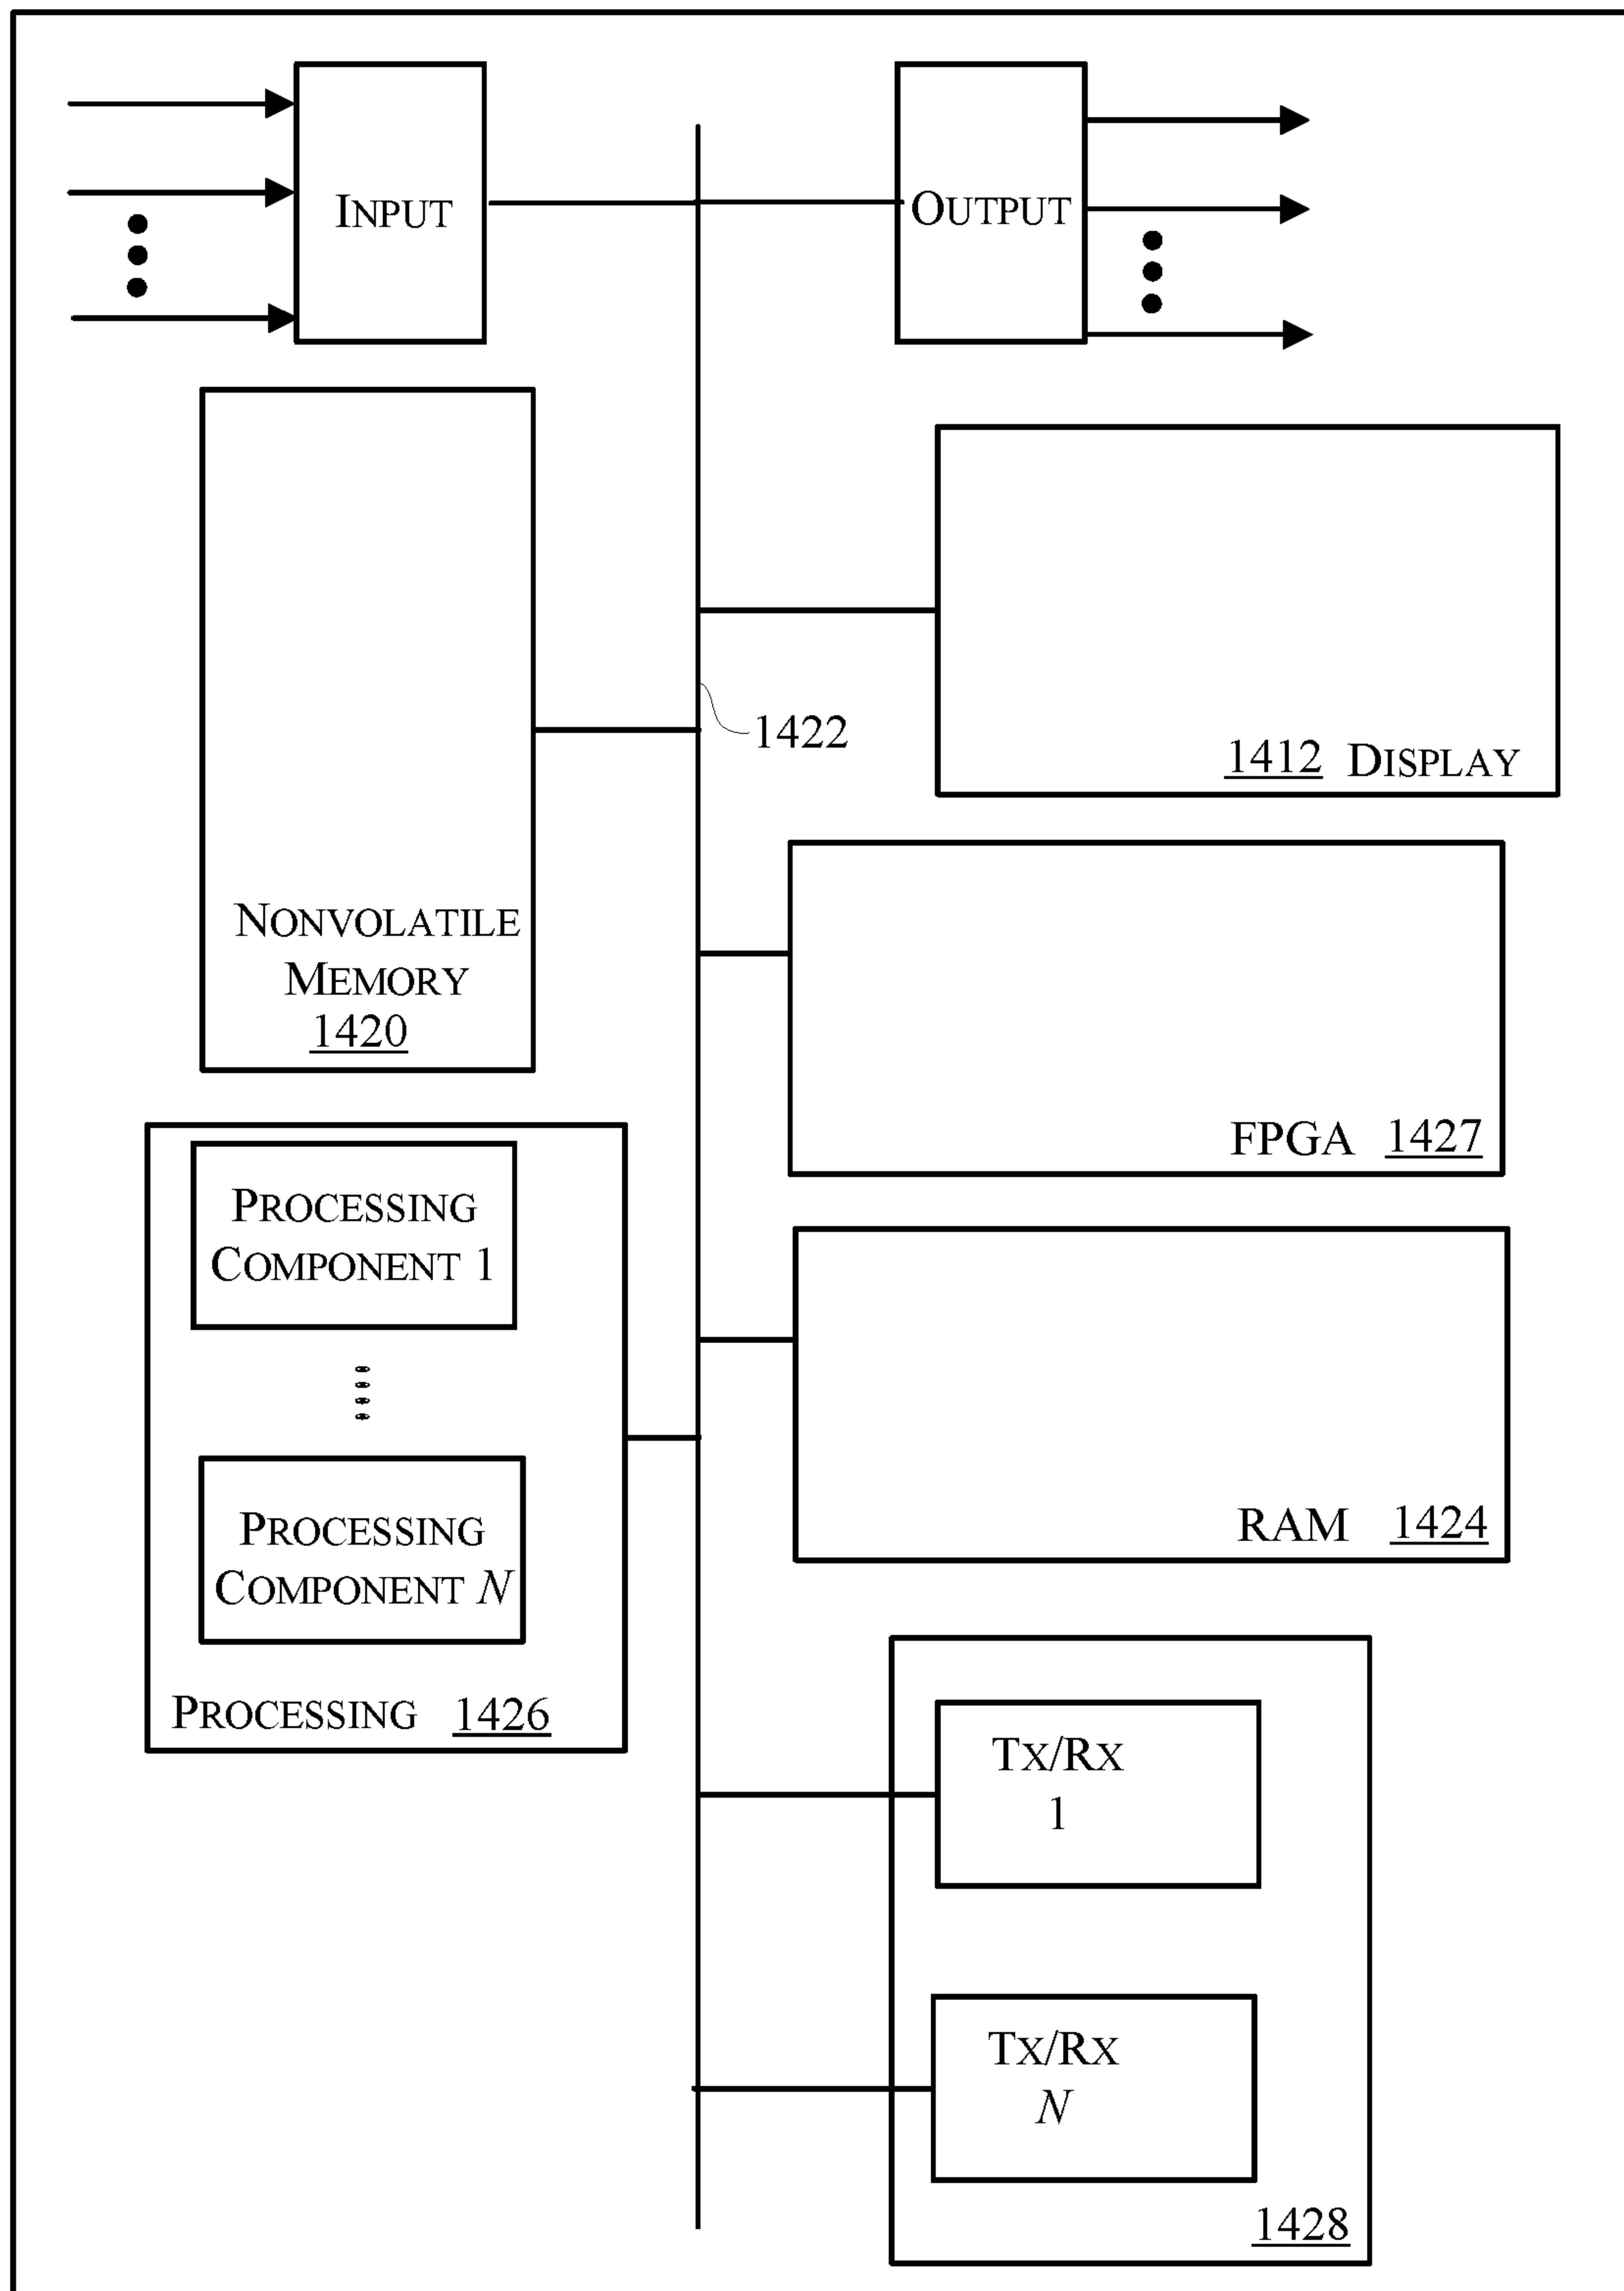 INPUT
OUTPUT
1422
1412 DISPLAY
NONVOLATILE
MEMORY
1420
FPGA 1427
PROCESSING
COMPONENT 1
RAM 1424
PROCESSING
COMPONENT N
PROCESSING 1426
TX/RX
1
TX/RX
N
1428